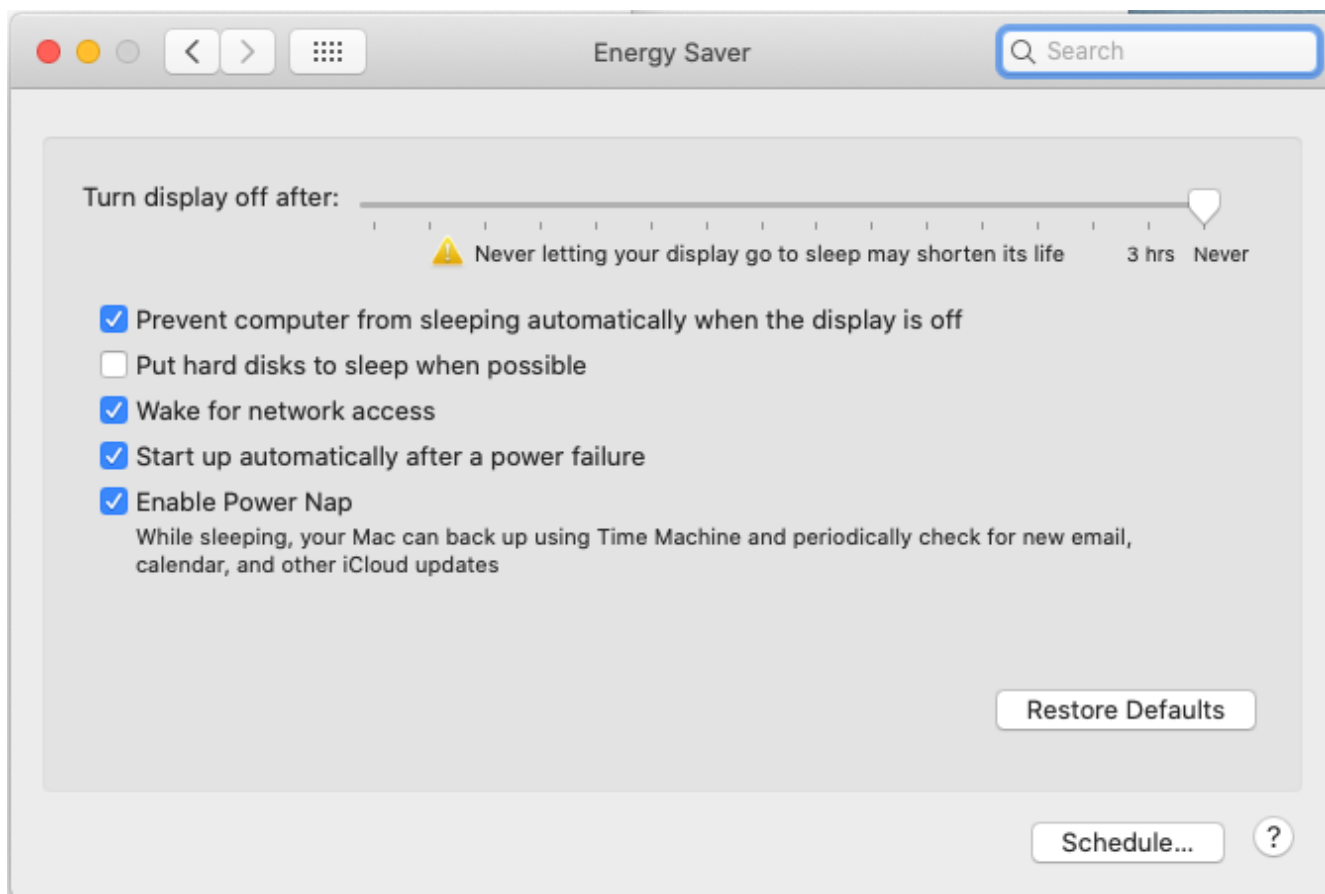 Energy Saver
Search
Turn display off after:
Never letting your display go to sleep may shorten its life
3 hrs
Never
Prevent computer from sleeping automatically when the display is off
Put hard disks to sleep when possible
Wake for network access
Start up automatically after a power failure
Enable Power Nap
While sleeping, your Mac can back up using Time Machine and periodically check for new email,
calendar, and other iCloud updates
Restore Defaults
Schedule...
?